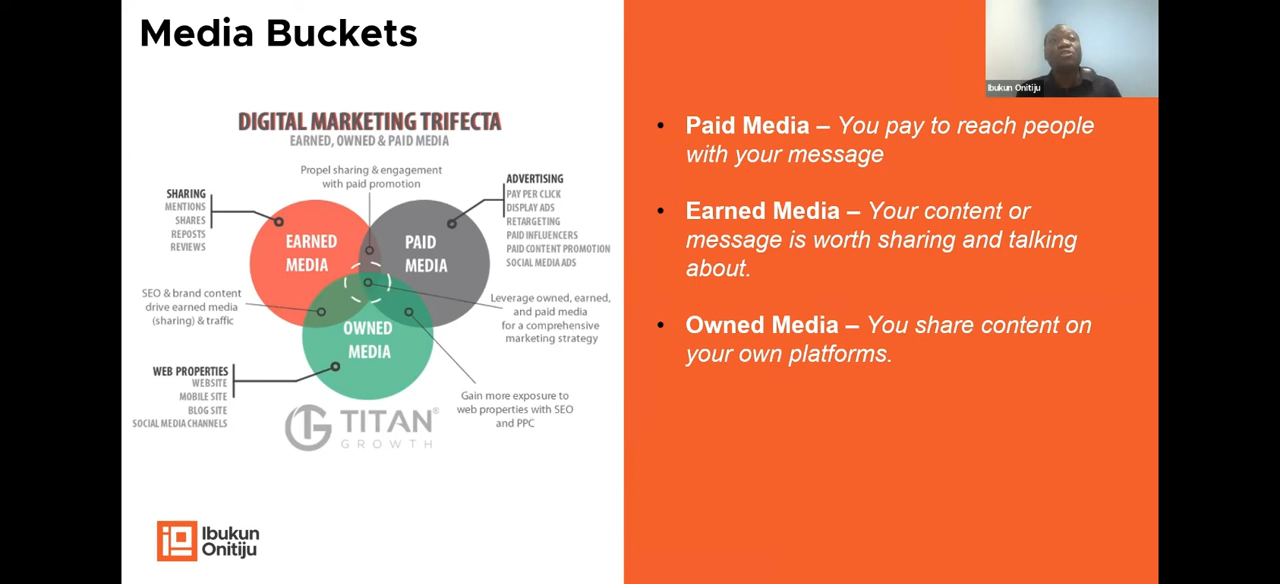 Media Buckets
DIGITAL MARKETING TRIFECTA
EARNED, OWNED & PAID MEDIA
Propel sharing & engagement
with paid promotion
SHARING
MENTIONS
SHARES
REPOSTS
REVIEWS
ADVERTISING
PAY PER CLICK
DISPLAY ADS
RETARGETING
PAID INFLUENCERS
PAID CONTENT PROMOTION
SOCIAL MEDIA ADS
EARNED
MEDIA
PAID
MEDIA
OWNED
MEDIA
SEO & brand content
drive earned media
(sharing) & traffic
Leverage owned, earned,
and paid media
for a comprehensive
marketing strategy
WEB PROPERTIES
WEBSITE
MOBILE SITE
BLOG SITE
SOCIAL MEDIA CHANNELS
Gain more exposure to
web properties with SEO
and PPC
TITAN®
GROWTH
Ibukun
Onitiju
Ibukun Onitiju
• Paid Media – You pay to reach people
with your message
• Earned Media – Your content or
message is worth sharing and talking
about.
• Owned Media – You share content on
your own platforms.